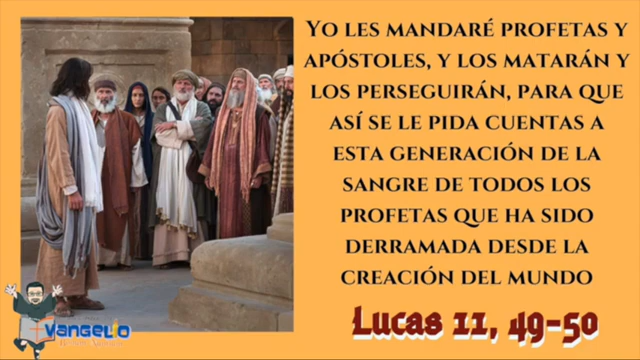 Yo les mandaré profetas y
apóstoles, y los matarán y
los perseguirán, para que
así se le pida cuentas a
esta generación de la
sangre de todos los
profetas que ha sido
derramada desde la
creación del mundo
Lucas 11, 49-50
Vangelio